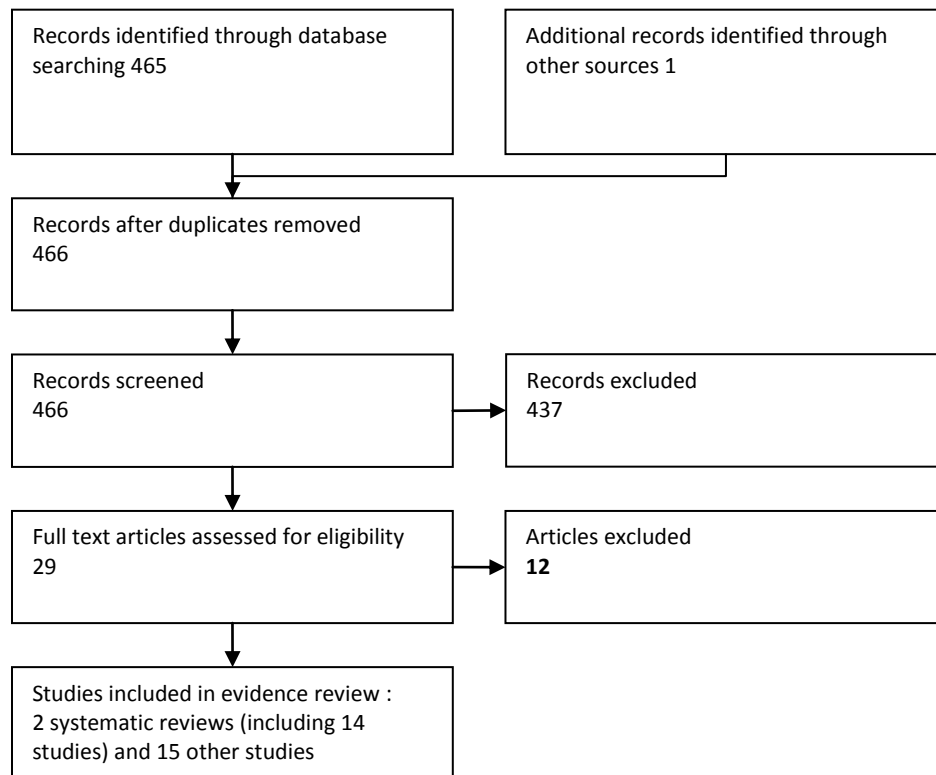 Records identified through database
searching 465
Additional records identified through
other sources 1
Records after duplicates removed
466
Records screened
466
Records excluded
437
Full text articles assessed for eligibility
29
Articles excluded
12
Studies included in evidence review :
2 systematic reviews (including 14
studies) and 15 other studies